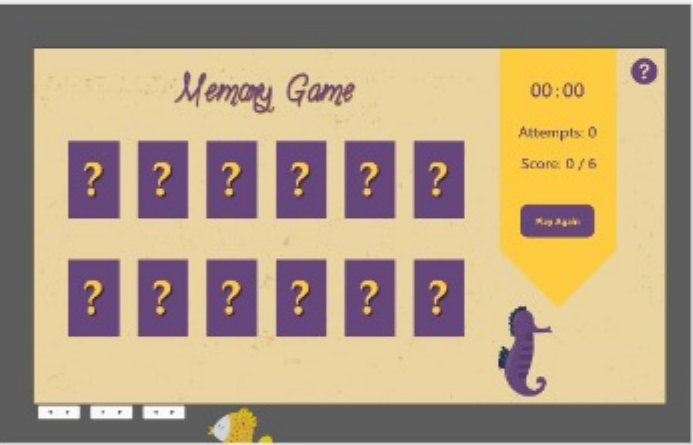 Memory Game
00:00
?
Attempts: 0
Score: 0 / 6
? ? ? ? ? ?
Play Again
? ? ? ? ? ?